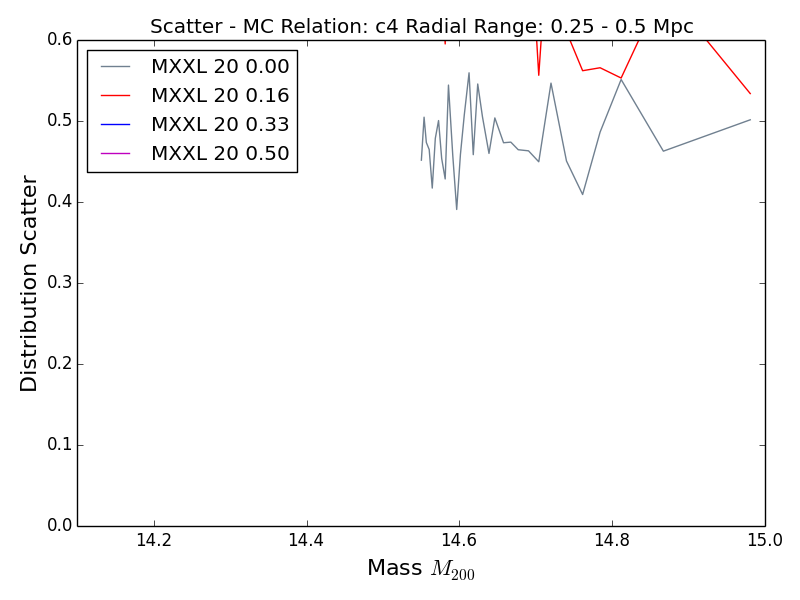 Scatter - MC Relation: c4 Radial Range: 0.25 - 0.5 Mpc
0.6
0.5
0.4
0.3
0.2
0.1
0.0
MXXL 20 0.00
MXXL 20 0.16
MXXL 20 0.33
MXXL 20 0.50
Distribution Scatter
14.2 14.4 14.6 14.8 15.0
Mass M₂₀₀